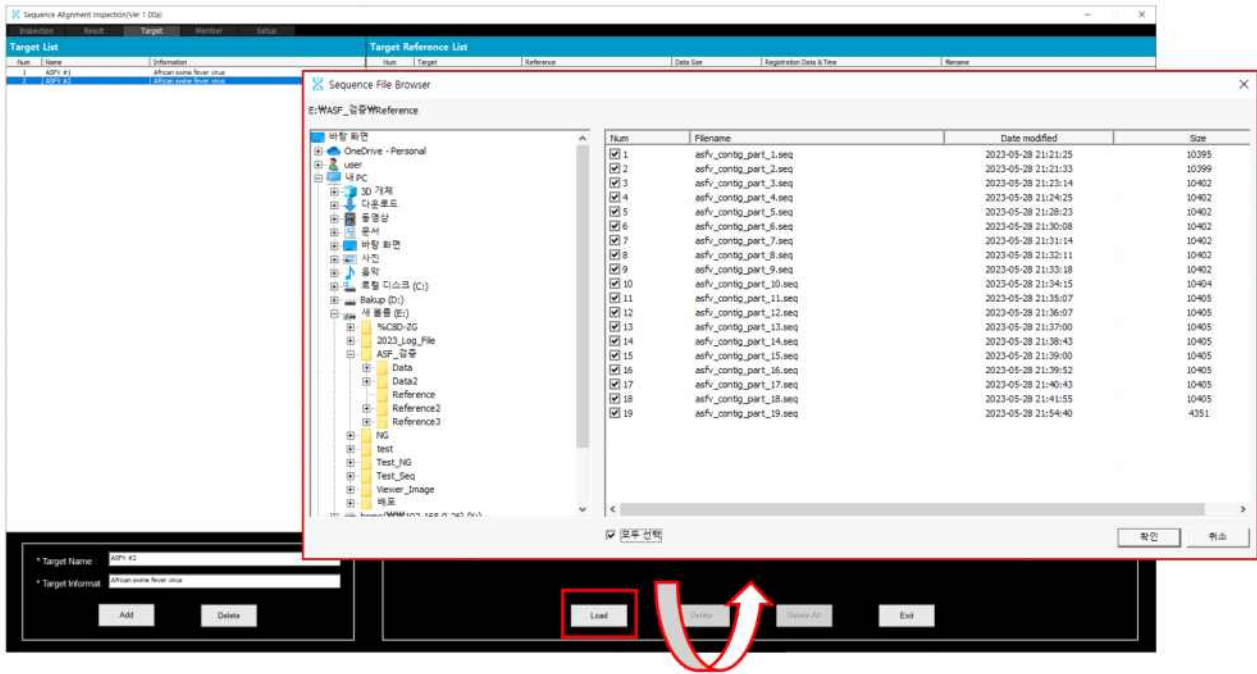 Sequence Alignment Inspection(Ver 1.00a)
Inspection Result Target Member Setup
Target List Target Reference List
Num Name Information Num Target Reference Data Size Registration Data & Time filename
1 ASFV #1 African swine fever virus
2 ASFV #2 African swine fever virus
Sequence File Browser
E:₩ASF_검증₩Reference
바탕 화면
OneDrive - Personal
user
내 PC
3D 개체
다운로드
동영상
문서
바탕 화면
사진
음악
로컬 디스크 (C:)
Bakup (D:)
새 볼륨 (E:)
%C8D-ZG
2023_Log_File
ASF_검증
Data
Data2
Reference
Reference2
Reference3
NG
test
Test_NG
Test_Seq
Viewer_Image
배포
Num Filename Date modified Size
1 asfv_contig_part_1.seq 2023-05-28 21:21:25 10395
2 asfv_contig_part_2.seq 2023-05-28 21:21:33 10399
3 asfv_contig_part_3.seq 2023-05-28 21:23:14 10402
4 asfv_contig_part_4.seq 2023-05-28 21:24:25 10402
5 asfv_contig_part_5.seq 2023-05-28 21:28:23 10402
6 asfv_contig_part_6.seq 2023-05-28 21:30:08 10402
7 asfv_contig_part_7.seq 2023-05-28 21:31:14 10402
8 asfv_contig_part_8.seq 2023-05-28 21:32:11 10402
9 asfv_contig_part_9.seq 2023-05-28 21:33:18 10402
10 asfv_contig_part_10.seq 2023-05-28 21:34:15 10404
11 asfv_contig_part_11.seq 2023-05-28 21:35:07 10405
12 asfv_contig_part_12.seq 2023-05-28 21:36:07 10405
13 asfv_contig_part_13.seq 2023-05-28 21:37:00 10405
14 asfv_contig_part_14.seq 2023-05-28 21:38:43 10405
15 asfv_contig_part_15.seq 2023-05-28 21:39:00 10405
16 asfv_contig_part_16.seq 2023-05-28 21:39:52 10405
17 asfv_contig_part_17.seq 2023-05-28 21:40:43 10405
18 asfv_contig_part_18.seq 2023-05-28 21:41:55 10405
19 asfv_contig_part_19.seq 2023-05-28 21:54:40 4351
모두 선택 확인 취소
* Target Name : ASFV #2
* Target Informat African swine fever virus
Add Delete Load Delete Delete All Exit